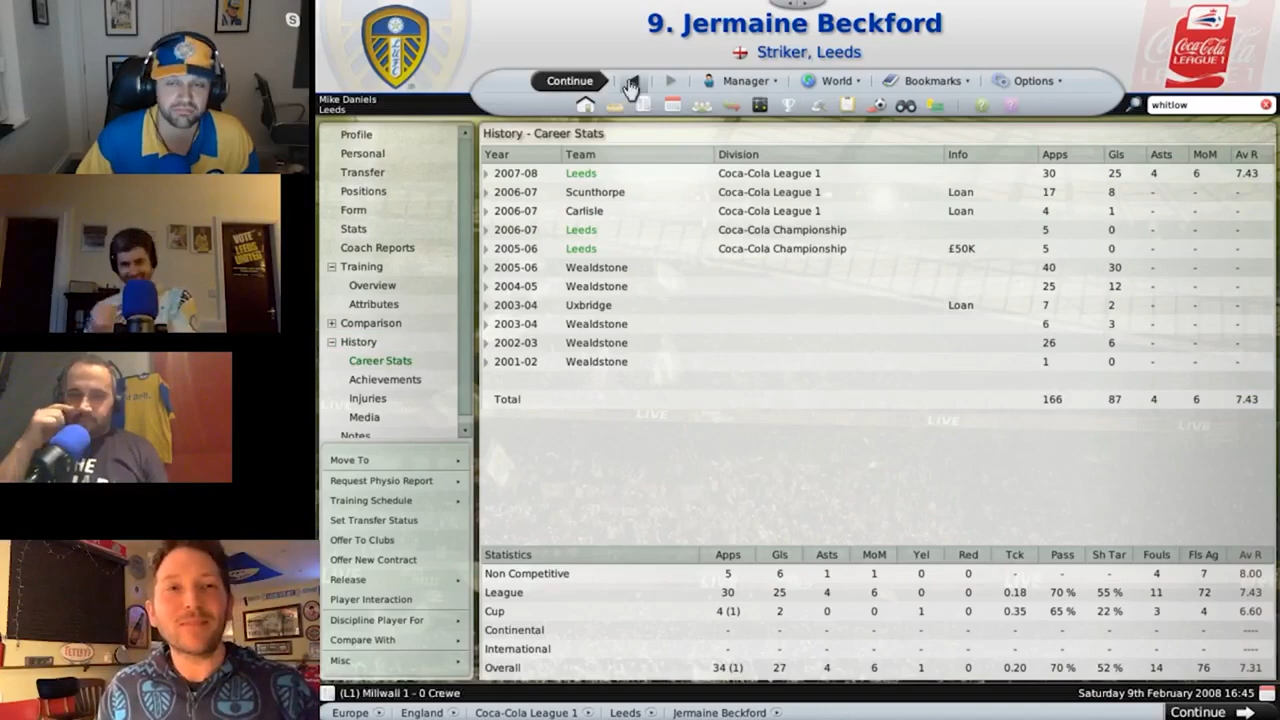 9. Jermaine Beckford
Striker, Leeds
Continue
Manager
World
Bookmarks
Options
Coca-Cola
LEAGUE 1
Mike Daniels
Leeds
whitlow
Profile
Personal
Transfer
Positions
Form
Stats
Coach Reports
Training
Overview
Attributes
Comparison
History
Career Stats
Achievements
Injuries
Media
Notes
Move To
Request Physio Report
Training Schedule
Set Transfer Status
Offer To Clubs
Offer New Contract
Release
Player Interaction
Discipline Player For
Compare With
Misc
History - Career Stats
Year Team Division Info Apps Gls Asts MoM Av R
2007-08 Leeds Coca-Cola League 1 30 25 4 6 7.43
2006-07 Scunthorpe Coca-Cola League 1 Loan 17 8 - - -
2006-07 Carlisle Coca-Cola League 1 Loan 4 1 - - -
2006-07 Leeds Coca-Cola Championship 5 0 - - -
2005-06 Leeds Coca-Cola Championship £50K 5 0 - - -
2005-06 Wealdstone 40 30 - - -
2004-05 Wealdstone 25 12 - - -
2003-04 Uxbridge Loan 7 2 - - -
2003-04 Wealdstone 6 3 - - -
2002-03 Wealdstone 26 6 - - -
2001-02 Wealdstone 1 0 - - -
Total 166 87 4 6 7.43
LIVE LIVE LIVE
Statistics Apps Gls Asts MoM Yel Red Tck Pass Sh Tar Fouls Fls Ag Av R
Non Competitive 5 6 1 1 0 0 - - - 4 7 8.00
League 30 25 4 6 0 0 0.18 70 % 55 % 11 72 7.43
Cup 4 (1) 2 0 0 1 0 0.35 65 % 22 % 3 4 6.60
Continental - - - - - - - - - - - ----
International - - - - - - - - - - - ----
Overall 34 (1) 27 4 6 1 0 0.20 70 % 52 % 14 76 7.31
(L1) Millwall 1 - 0 Crewe
Saturday 9th February 2008 16:45
Europe England Coca-Cola League 1 Leeds Jermaine Beckford
Continue
VOTE
LEEDS
UNITED
THE
TETLEY'S